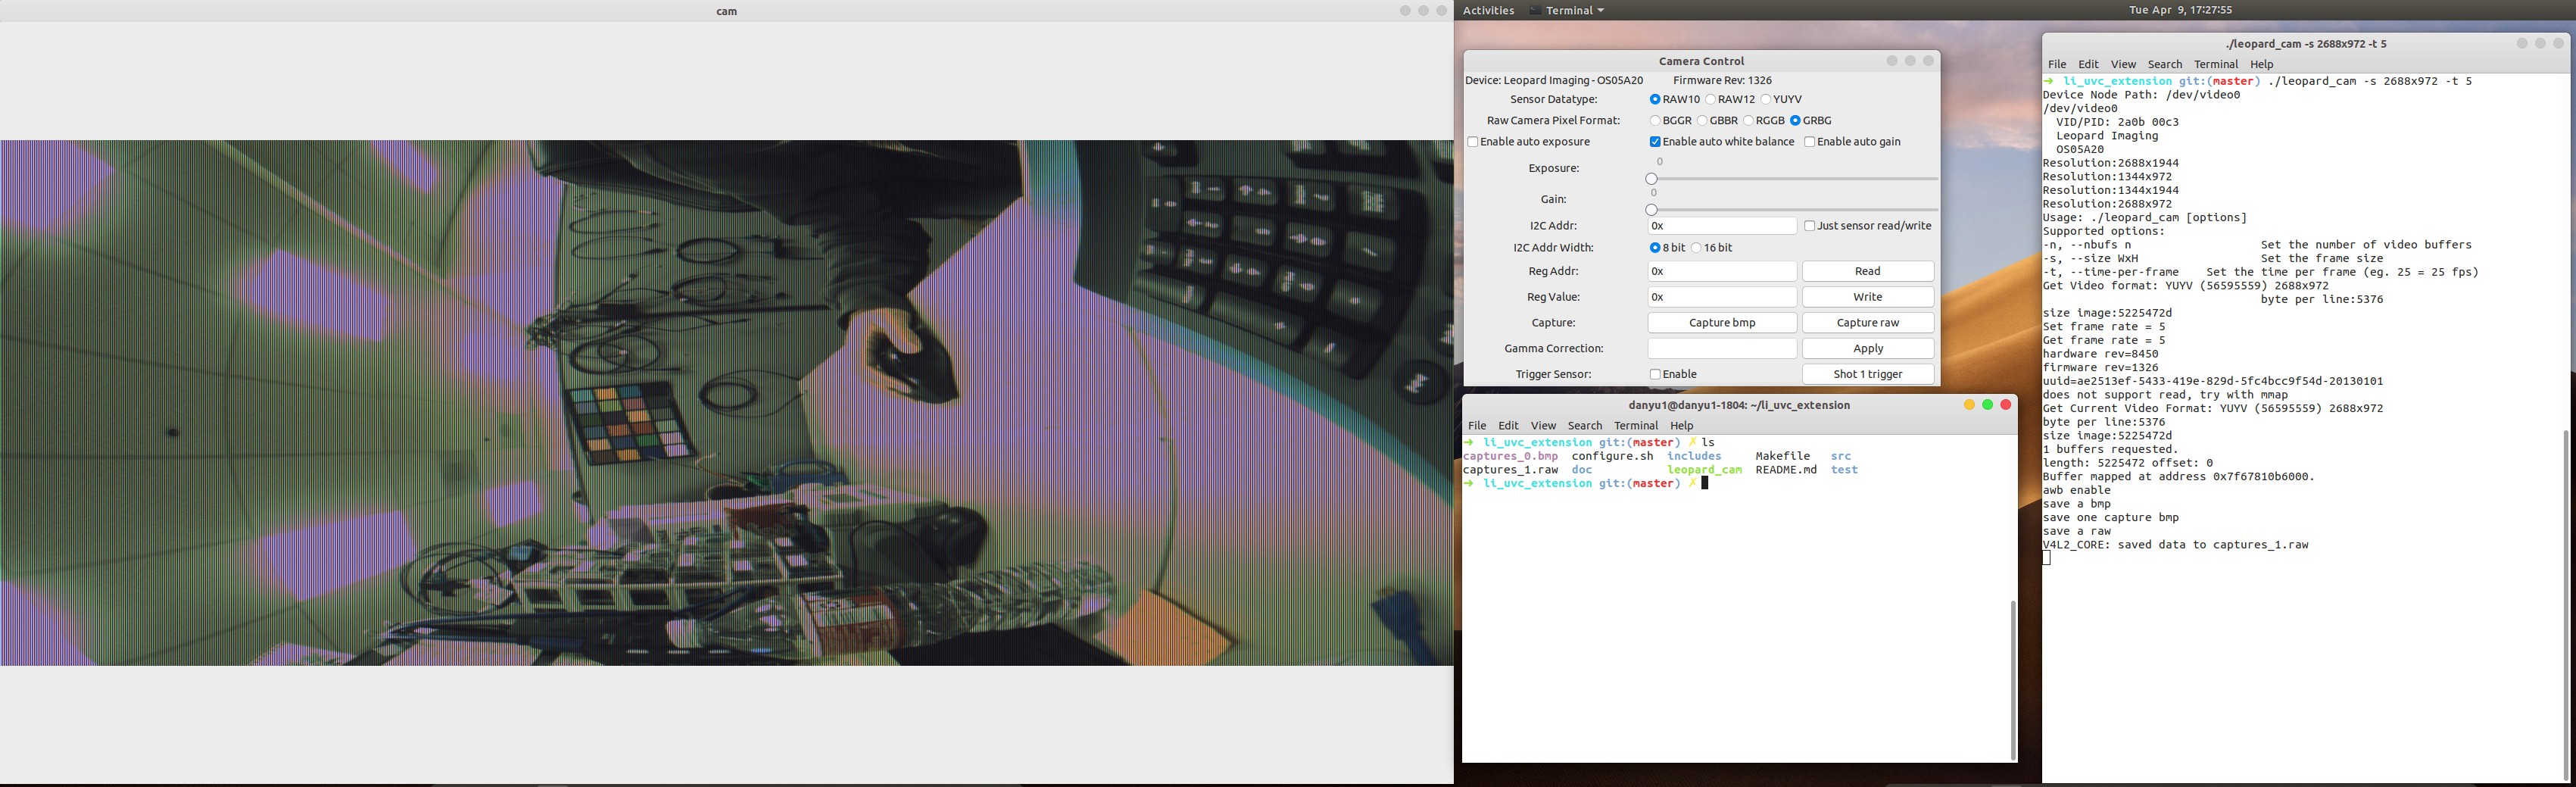 cam
Activities Terminal Tue Apr 9, 17:27:55
Camera Control
Device: Leopard Imaging - OS05A20 Firmware Rev: 1326
Sensor Datatype: RAW10 RAW12 YUYV
Raw Camera Pixel Format: BGGR GBBR RGGB GRBG
Enable auto exposure Enable auto white balance Enable auto gain
0
Exposure:
0
Gain:
I2C Addr: 0x Just sensor read/write
I2C Addr Width: 8 bit 16 bit
Reg Addr: 0x Read
Reg Value: 0x Write
Capture: Capture bmp Capture raw
Gamma Correction: Apply
Trigger Sensor: Enable Shot 1 trigger
danyu1@danyu1-1804: ~/li_uvc_extension
File Edit View Search Terminal Help
➜ li_uvc_extension git:(master) ✗ ls
captures_0.bmp configure.sh includes Makefile src
captures_1.raw doc leopard_cam README.md test
➜ li_uvc_extension git:(master) ✗
./leopard_cam -s 2688x972 -t 5
File Edit View Search Terminal Help
➜ li_uvc_extension git:(master) ./leopard_cam -s 2688x972 -t 5
Device Node Path: /dev/video0
/dev/video0
VID/PID: 2a0b 00c3
Leopard Imaging
OS05A20
Resolution:2688x1944
Resolution:1344x972
Resolution:1344x1944
Resolution:2688x972
Usage: ./leopard_cam [options]
Supported options:
-n, --nbufs n Set the number of video buffers
-s, --size WxH Set the frame size
-t, --time-per-frame Set the time per frame (eg. 25 = 25 fps)
Get Video format: YUYV (56595559) 2688x972
byte per line:5376
size image:5225472d
Set frame rate = 5
Get frame rate = 5
hardware rev=8450
firmware rev=1326
uuid=ae2513ef-5433-419e-829d-5fc4bcc9f54d-20130101
does not support read, try with mmap
Get Current Video Format: YUYV (56595559) 2688x972
byte per line:5376
size image:5225472d
1 buffers requested.
length: 5225472 offset: 0
Buffer mapped at address 0x7f67810b6000.
awb enable
save a bmp
save one capture bmp
save a raw
V4L2_CORE: saved data to captures_1.raw